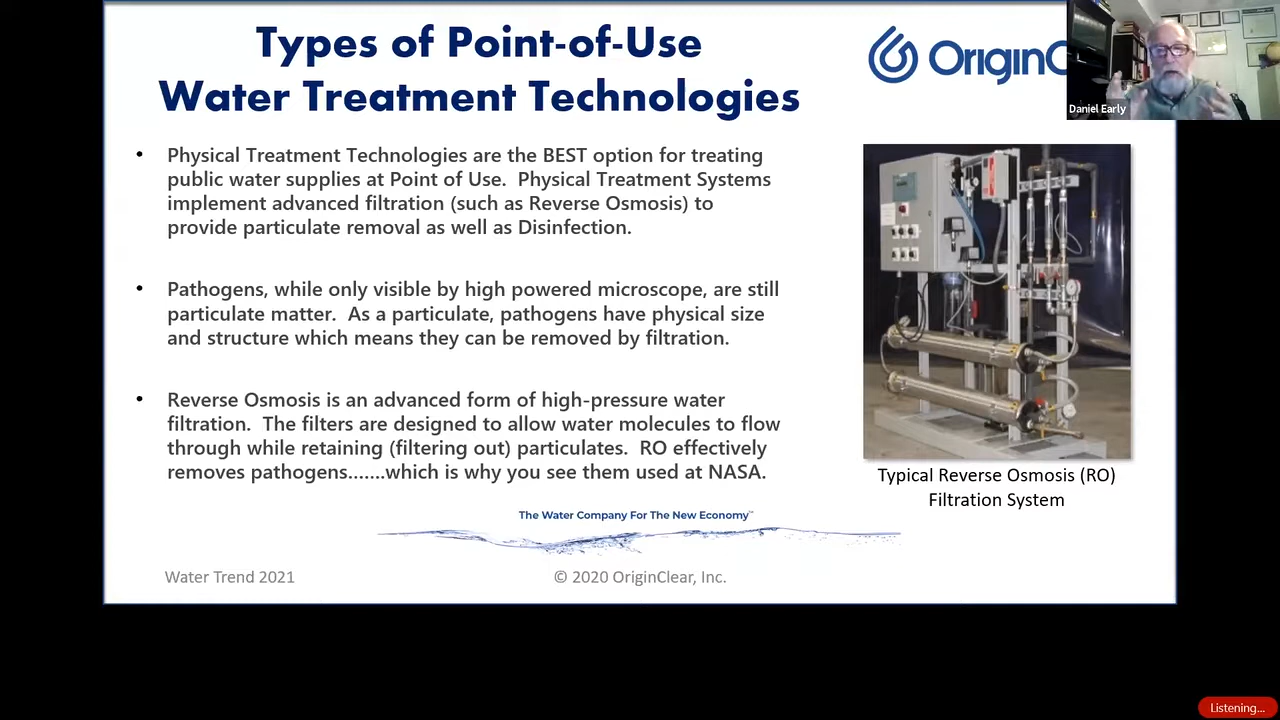 Types of Point-of-Use
Water Treatment Technologies
OriginC
Daniel Early
• Physical Treatment Technologies are the BEST option for treating
public water supplies at Point of Use. Physical Treatment Systems
implement advanced filtration (such as Reverse Osmosis) to
provide particulate removal as well as Disinfection.
• Pathogens, while only visible by high powered microscope, are still
particulate matter. As a particulate, pathogens have physical size
and structure which means they can be removed by filtration.
• Reverse Osmosis is an advanced form of high-pressure water
filtration. The filters are designed to allow water molecules to flow
through while retaining (filtering out) particulates. RO effectively
removes pathogens.......which is why you see them used at NASA.
Typical Reverse Osmosis (RO)
Filtration System
The Water Company For The New Economy™
Water Trend 2021
© 2020 OriginClear, Inc.
Listening...